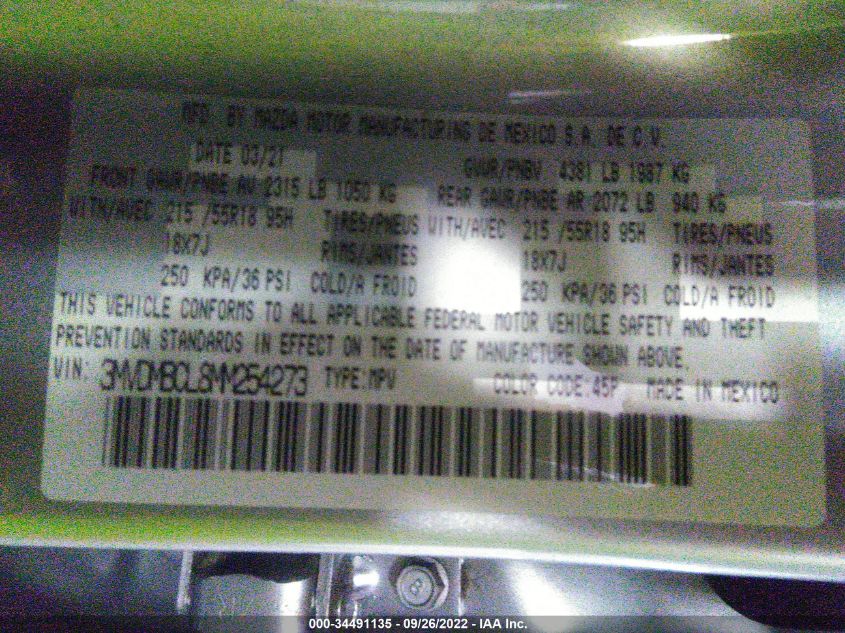 MFD. BY MAZDA MOTOR MANUFACTURING DE MEXICO S.A. DE C.V.
DATE 03/21 GVWR/PNBV 4381 LB 1987 KG
FRONT GAWR/PNBE AV 2315 LB 1050 KG REAR GAWR/PNBE AR 2072 LB 940 KG
WITH/AVEC 215 /55R18 95H TIRES/PNEUS WITH/AVEC 215 /55R18 95H TIRES/PNEUS
18X7J RIMS/JANTES 18X7J RIMS/JANTES
250 KPA/36 PSI COLD/A FROID 250 KPA/36 PSI COLD/A FROID
THIS VEHICLE CONFORMS TO ALL APPLICABLE FEDERAL MOTOR VEHICLE SAFETY AND THEFT
PREVENTION STANDARDS IN EFFECT ON THE DATE OF MANUFACTURE SHOWN ABOVE.
VIN: 3MVDMBCL8MM254273 TYPE:MPV COLOR CODE:45P MADE IN MEXICO
000-34491135 - 09/26/2022 - IAA Inc.